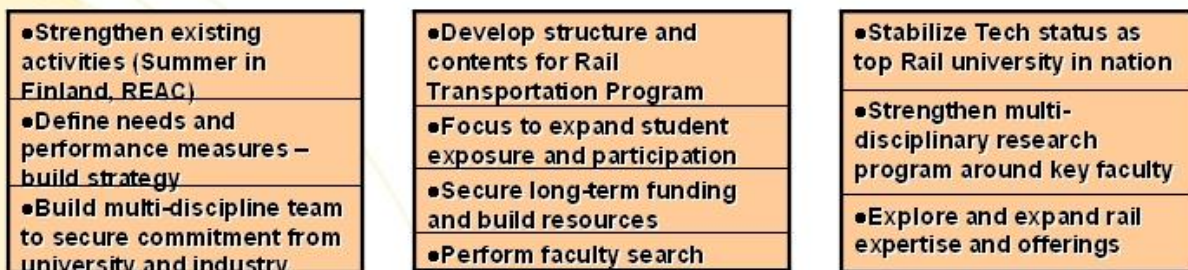 ●Strengthen existing
activities (Summer in
Finland, REAC)
●Define needs and
performance measures –
build strategy
●Build multi-discipline team
to secure commitment from
university and industry
●Develop structure and
contents for Rail
Transportation Program
●Focus to expand student
exposure and participation
●Secure long-term funding
and build resources
●Perform faculty search
●Stabilize Tech status as
top Rail university in nation
●Strengthen multi-
disciplinary research
program around key faculty
●Explore and expand rail
expertise and offerings